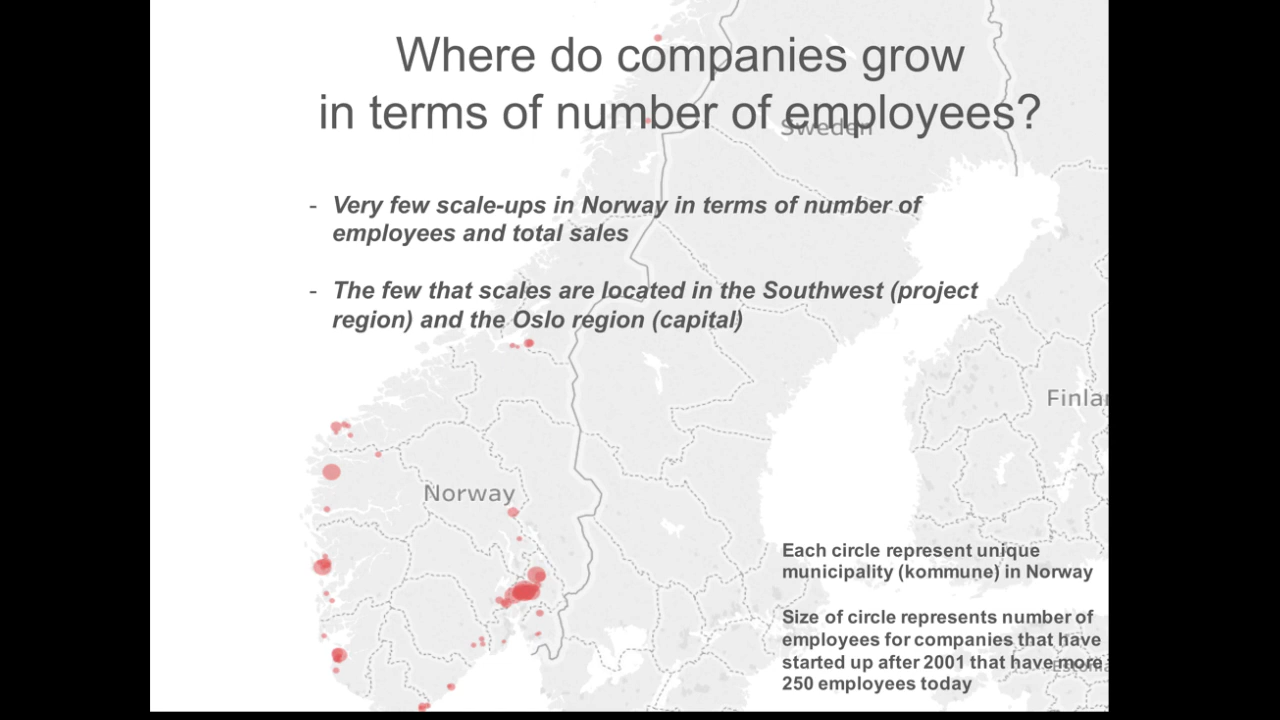 Where do companies grow
in terms of number of employees?
Sweden
- Very few scale-ups in Norway in terms of number of
employees and total sales
- The few that scales are located in the Southwest (project
region) and the Oslo region (capital)
Finlan
Norway
Each circle represent unique
municipality (kommune) in Norway
Size of circle represents number of
employees for companies that have
started up after 2001 that have more
Estonia
250 employees today